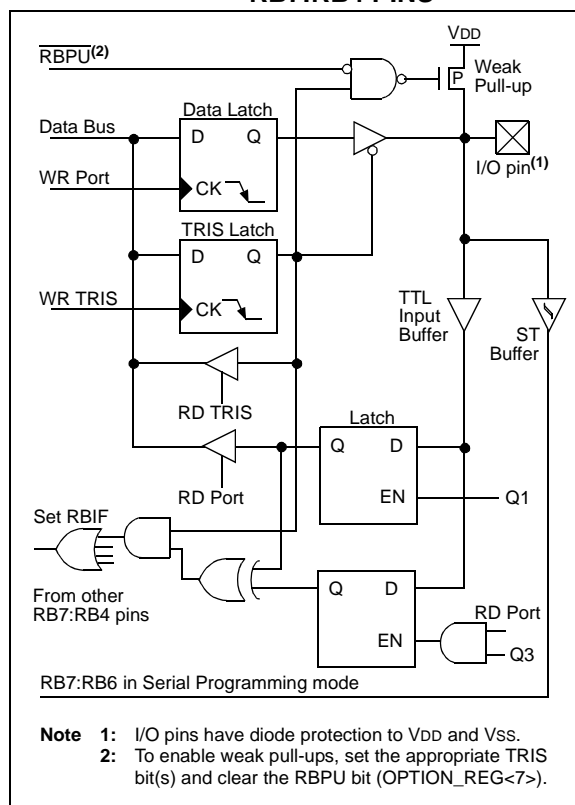 RB7:RB4 PINS
VDD
RBPU(2)
P
Weak
Pull-up
Data Latch
Data Bus
D Q
I/O pin(1)
WR Port
CK
TRIS Latch
D Q
WR TRIS
CK
TTL
Input
Buffer
ST
Buffer
RD TRIS
Latch
Q D
RD Port
EN
Q1
Set RBIF
Q D
From other
RB7:RB4 pins
RD Port
EN
Q3
RB7:RB6 in Serial Programming mode
Note 1: I/O pins have diode protection to VDD and VSS.
2: To enable weak pull-ups, set the appropriate TRIS
bit(s) and clear the RBPU bit (OPTION_REG<7>).